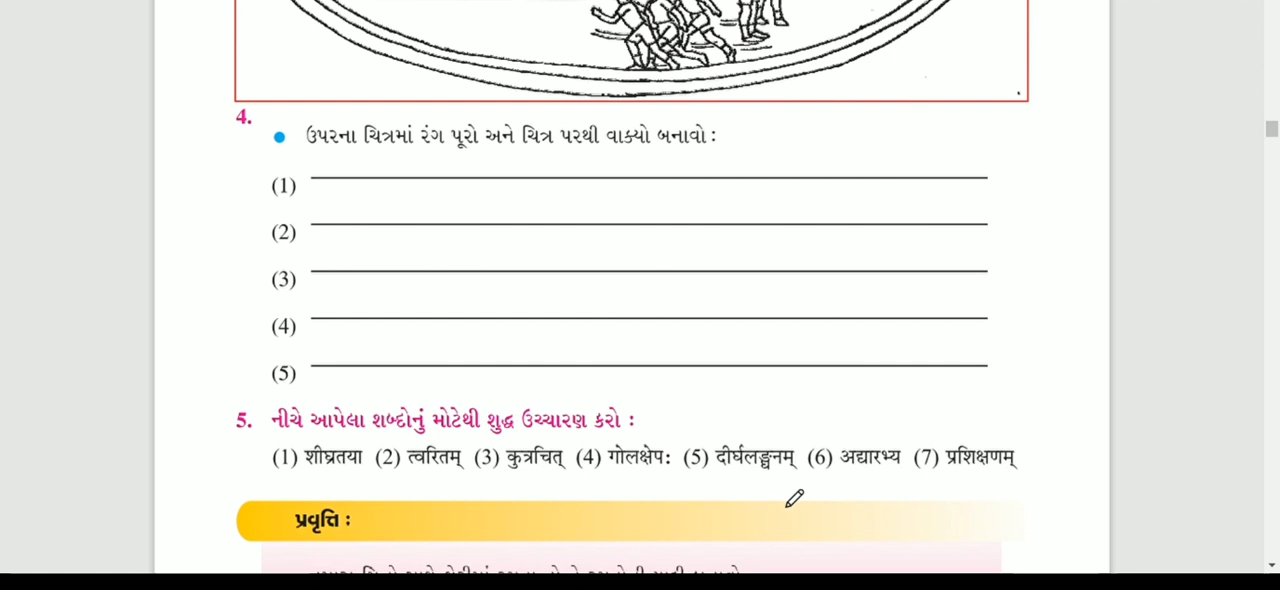 4.
● ઉપરના ચિત્રમાં રંગ પૂરો અને ચિત્ર પરથી વાક્યો બનાવો :
(1)
(2)
(3)
(4)
(5)
5. નીચે આપેલા શબ્દોનું મોટેથી શુદ્ધ ઉચ્ચારણ કરો :
(1) शीघ्रतया (2) त्वरितम् (3) कुत्रचित् (4) गोलक्षेपः (5) दीर्घलङ्घनम् (6) अद्यारभ्य (7) प्रशिक्षणम्
પ્રવૃત્તિ :